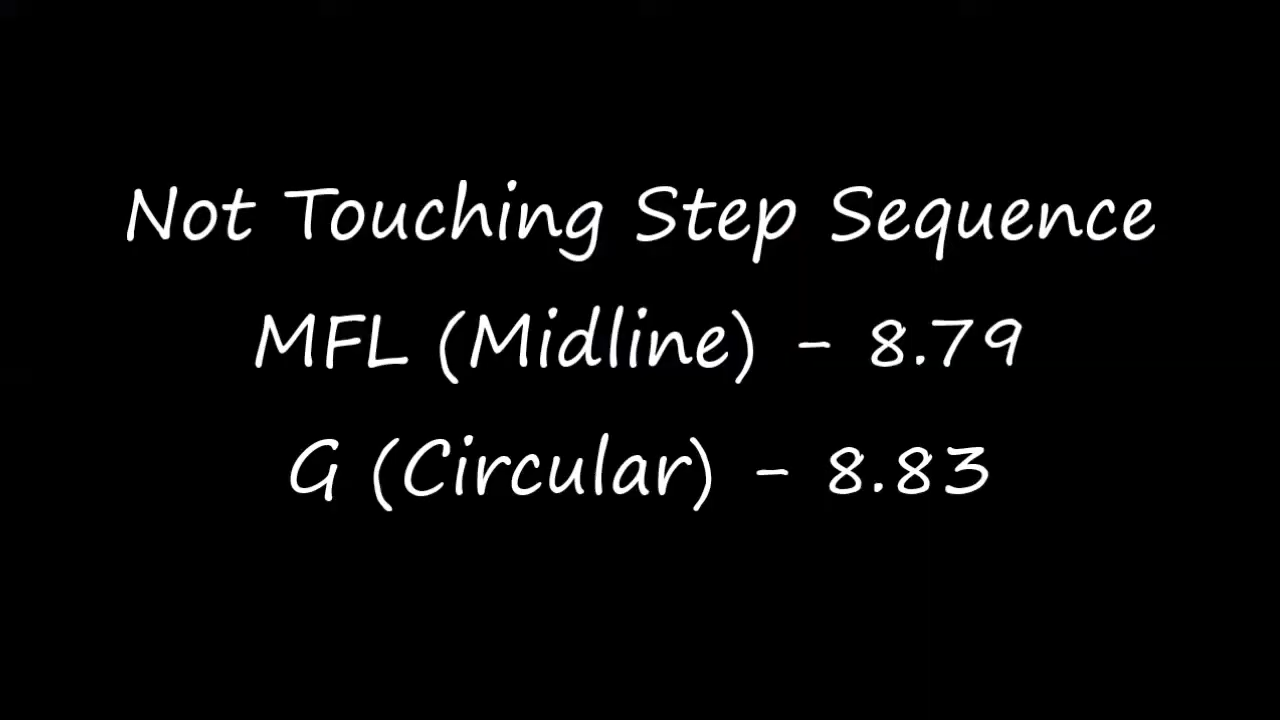 Not Touching Step Sequence
MFL (Midline) - 8.79
G (Circular) - 8.83